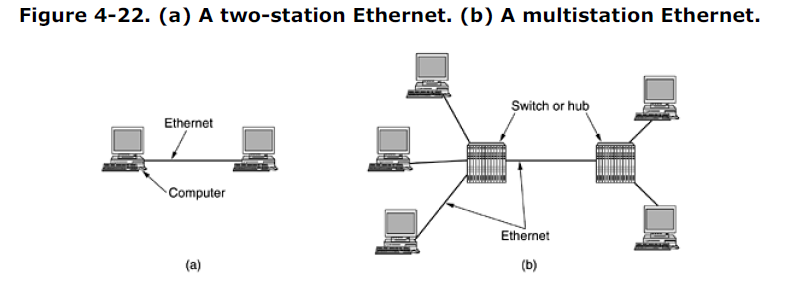 Figure 4-22. (a) A two-station Ethernet. (b) A multistation Ethernet.
Ethernet
Computer
(a)
Switch or hub
Ethernet
(b)